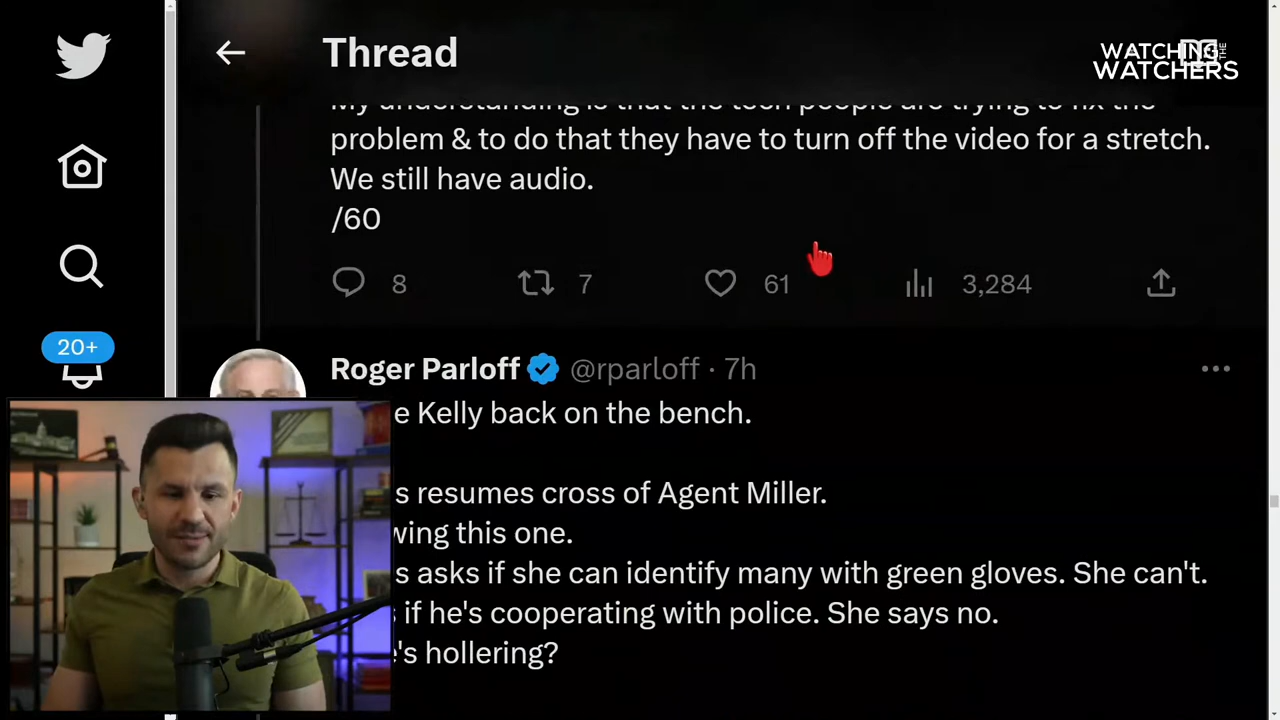 Thread
WATCHING THE
WATCHERS
My understanding is that the tech people are trying to fix the
problem & to do that they have to turn off the video for a stretch.
We still have audio.
/60
8 7 61 3,284
20+
Roger Parloff @rparloff · 7h
e Kelly back on the bench.
s resumes cross of Agent Miller.
wing this one.
s asks if she can identify many with green gloves. She can't.
if he's cooperating with police. She says no.
's hollering?